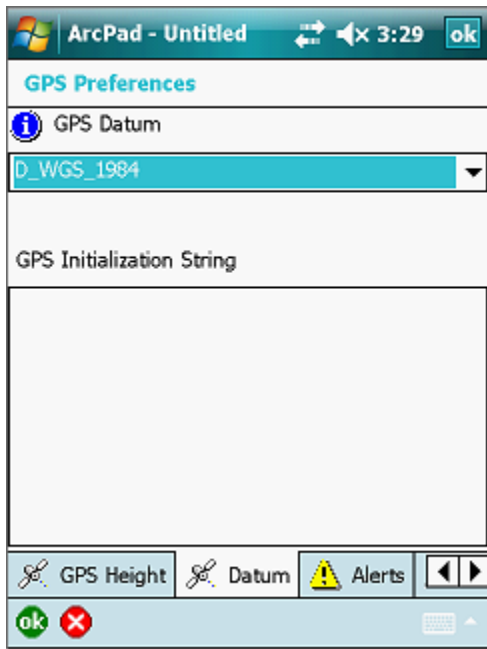 ArcPad - Untitled 3:29 ok
GPS Preferences
GPS Datum
D_WGS_1984
GPS Initialization String
GPS Height Datum Alerts
ok